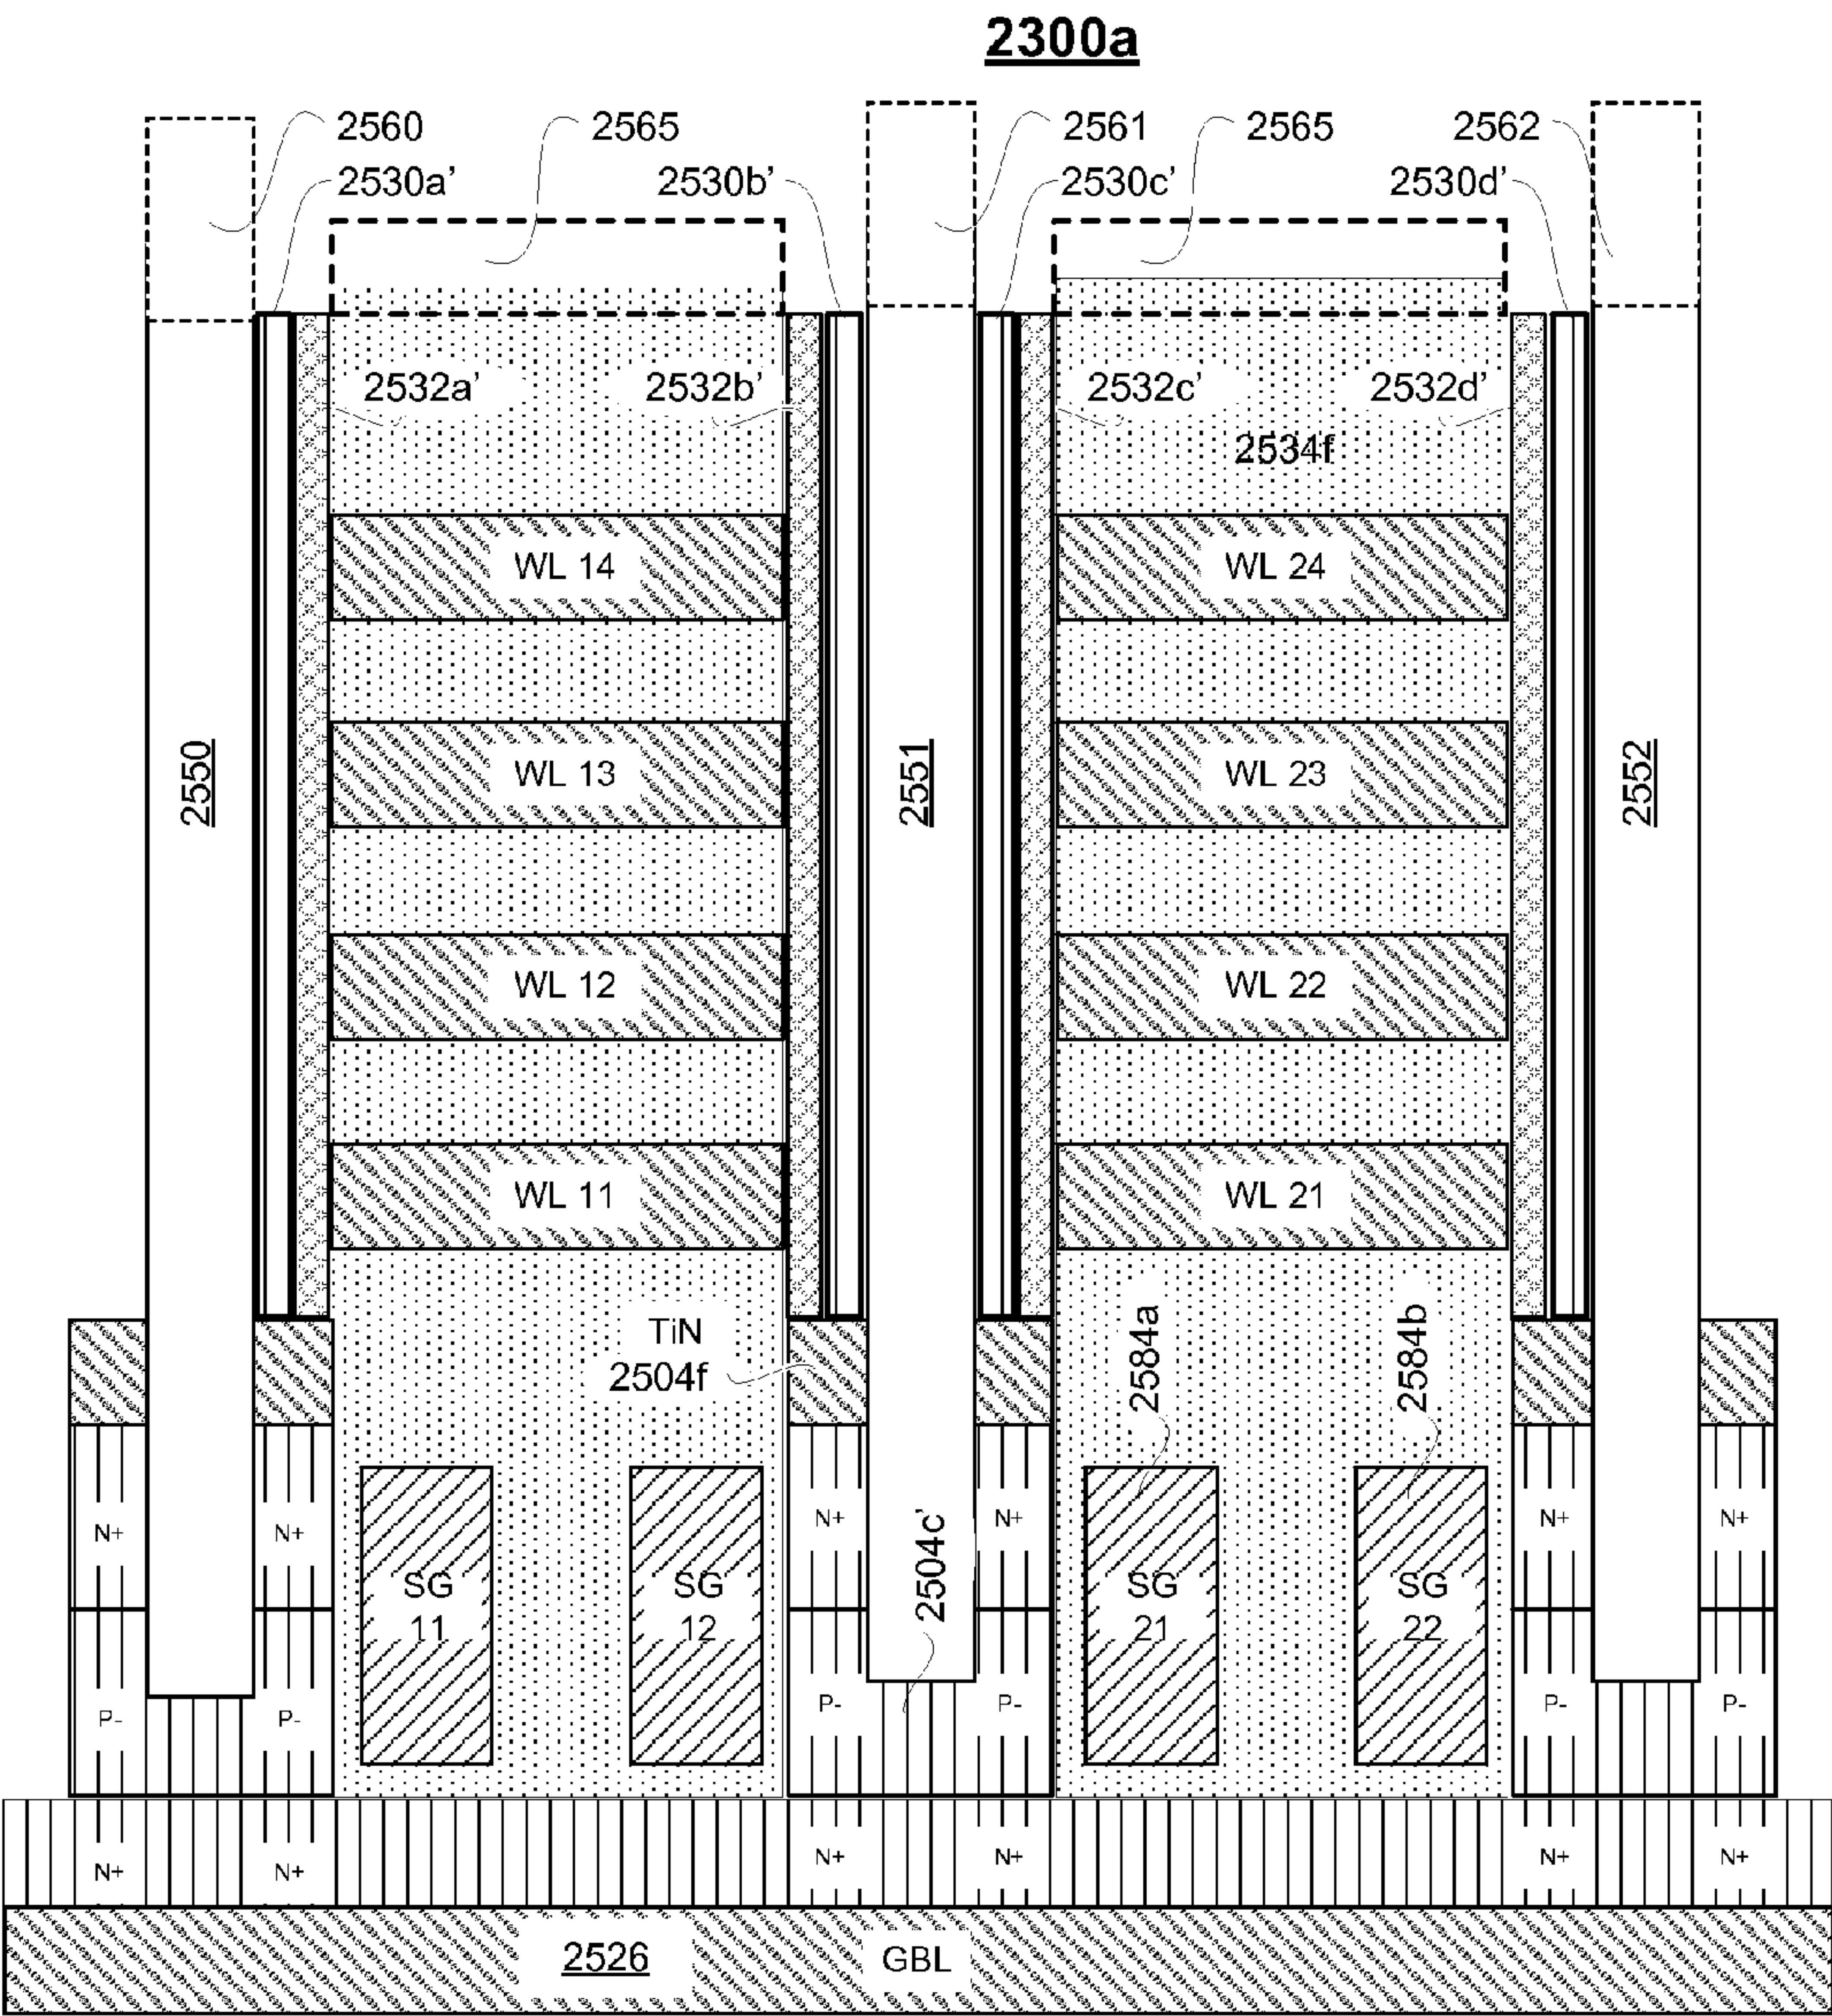 2300a
2560
2565
2561
2565
2562
2530a’
2530b’
2530c’
2530d’
2532a’
2532b’
2532c’
2532d’
2534f
WL 14
WL 24
2550
WL 13
2551
WL 23
2552
WL 12
WL 22
WL 11
WL 21
TiN
2504f
2584a
2584b
N+
N+
N+
N+
N+
N+
2504c’
SG
11
SG
12
SG
21
SG
22
P-
P-
P-
P-
P-
P-
N+
N+
N+
N+
N+
N+
2526
GBL